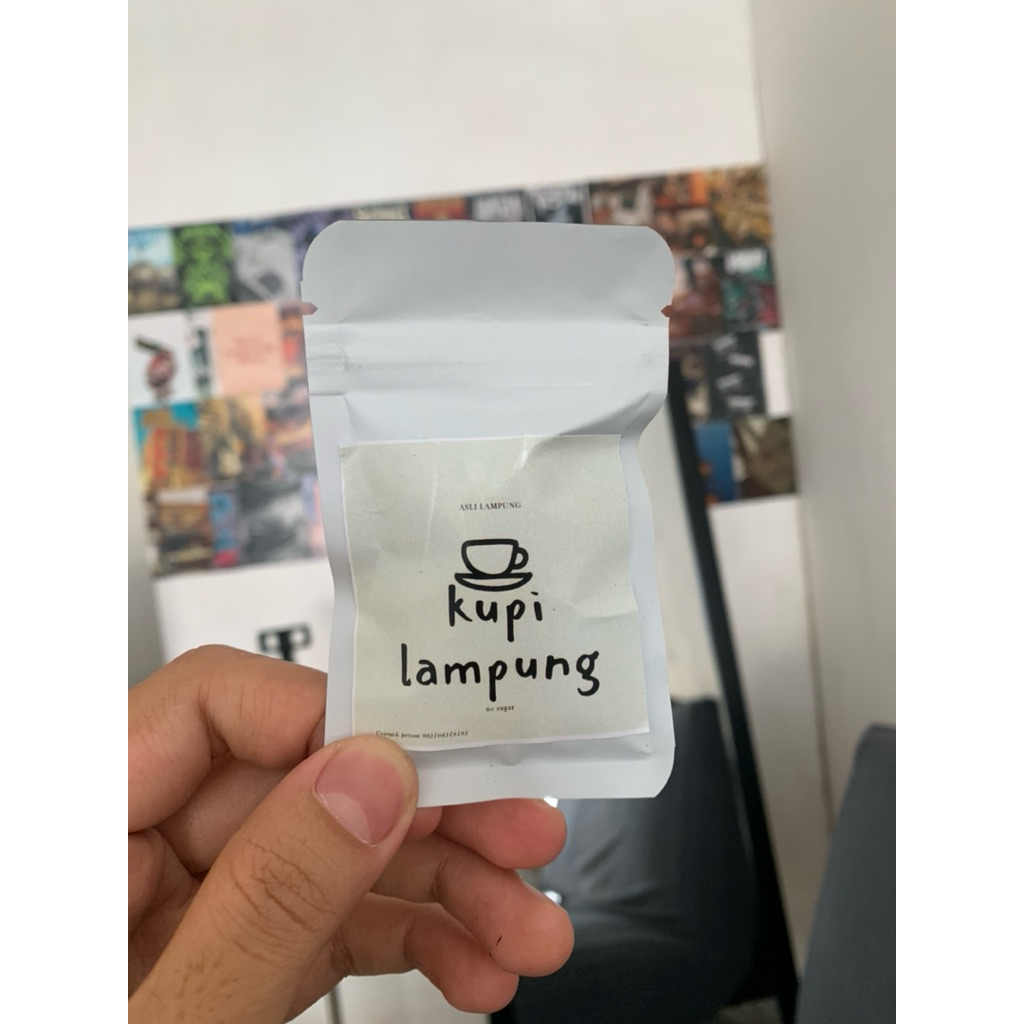 ASLI LAMPUNG
kupi
lampung
no sugar